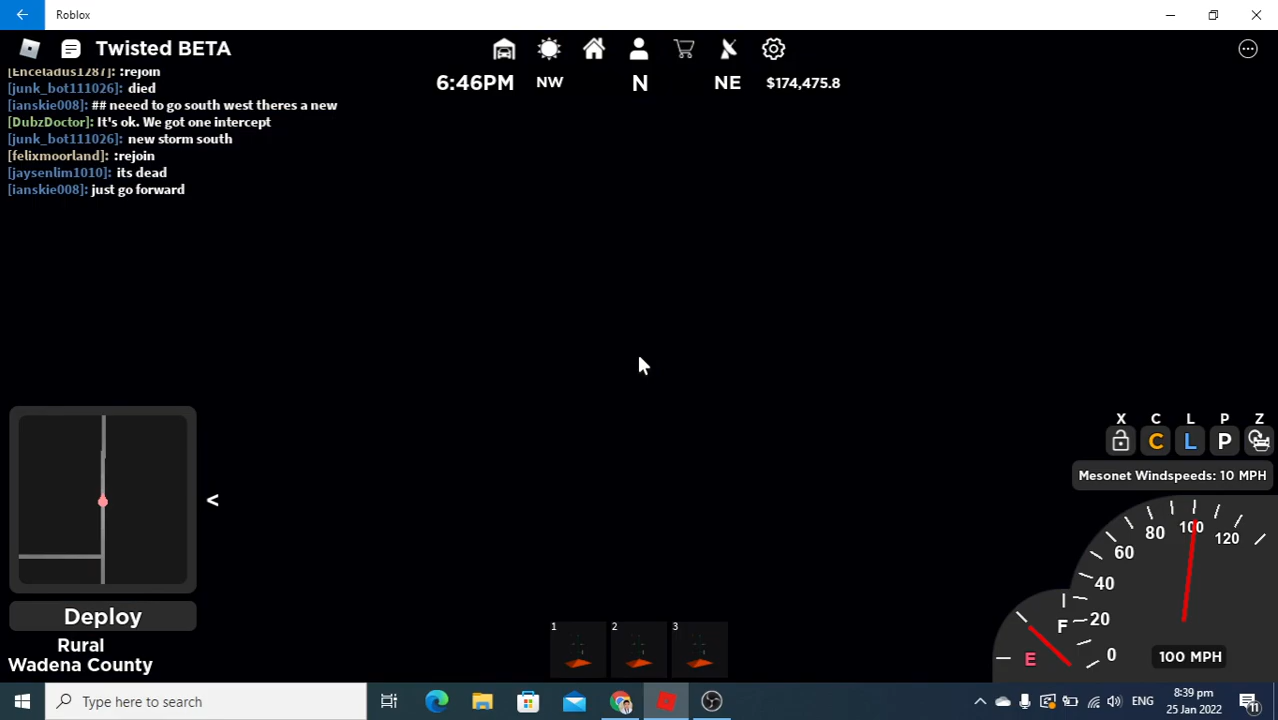 Roblox
Twisted BETA
[Enceladus1287]: :rejoin
[junk_bot111026]: died
[ianskie008]: ## neeed to go south west theres a new
[DubzDoctor]: It's ok. We got one intercept
[junk_bot111026]: new storm south
[felixmoorland]: :rejoin
[jaysenlim1010]: its dead
[ianskie008]: just go forward
6:46PM NW N NE $174,475.8
X C L P Z
C L P
Mesonet Windspeeds: 10 MPH
0 20 40 60 80 100 120
E F
100 MPH
<
Deploy
Rural
Wadena County
1 2 3
Type here to search
ENG
8:39 pm
25 Jan 2022
11